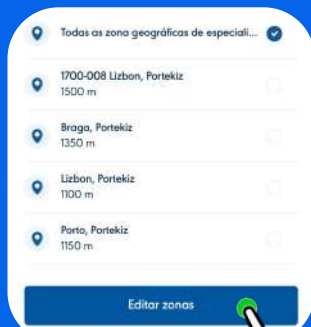 Todas as zona geográficas de especiali...
1700-008 Lizbon, Portekiz
1500 m
Braga, Portekiz
1350 m
Lizbon, Portekiz
1100 m
Porto, Portekiz
1150 m
Editar zonas